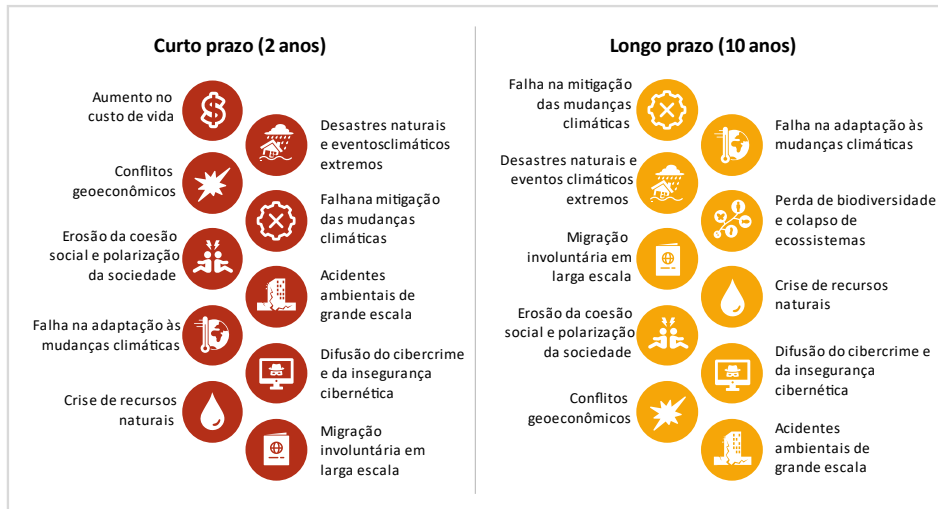 Curto prazo (2 anos)
Aumento no
custo de vida
Desastres naturais
e eventosclimáticos
extremos
Conflitos
geoeconômicos
Falhana mitigação
das mudanças
climáticas
Erosão da coesão
social e polarização
da sociedade
Acidentes
ambientais de
grande escala
Falha na adaptação às
mudanças climáticas
Difusão do cibercrime
e da insegurança
cibernética
Crise de recursos
naturais
Migração
involuntária em
larga escala
Longo prazo (10 anos)
Falha na mitigação
das mudanças
climáticas
Falha na adaptação às
mudanças climáticas
Desastres naturais e
eventos climáticos
extremos
Perda de biodiversidade
e colapso de
ecossistemas
Migração
involuntária em
larga escala
Crise de recursos
naturais
Erosão da coesão
social e polarização
da sociedade
Difusão do cibercrime e
da insegurança
cibernética
Conflitos
geoeconômicos
Acidentes
ambientais de
grande escala